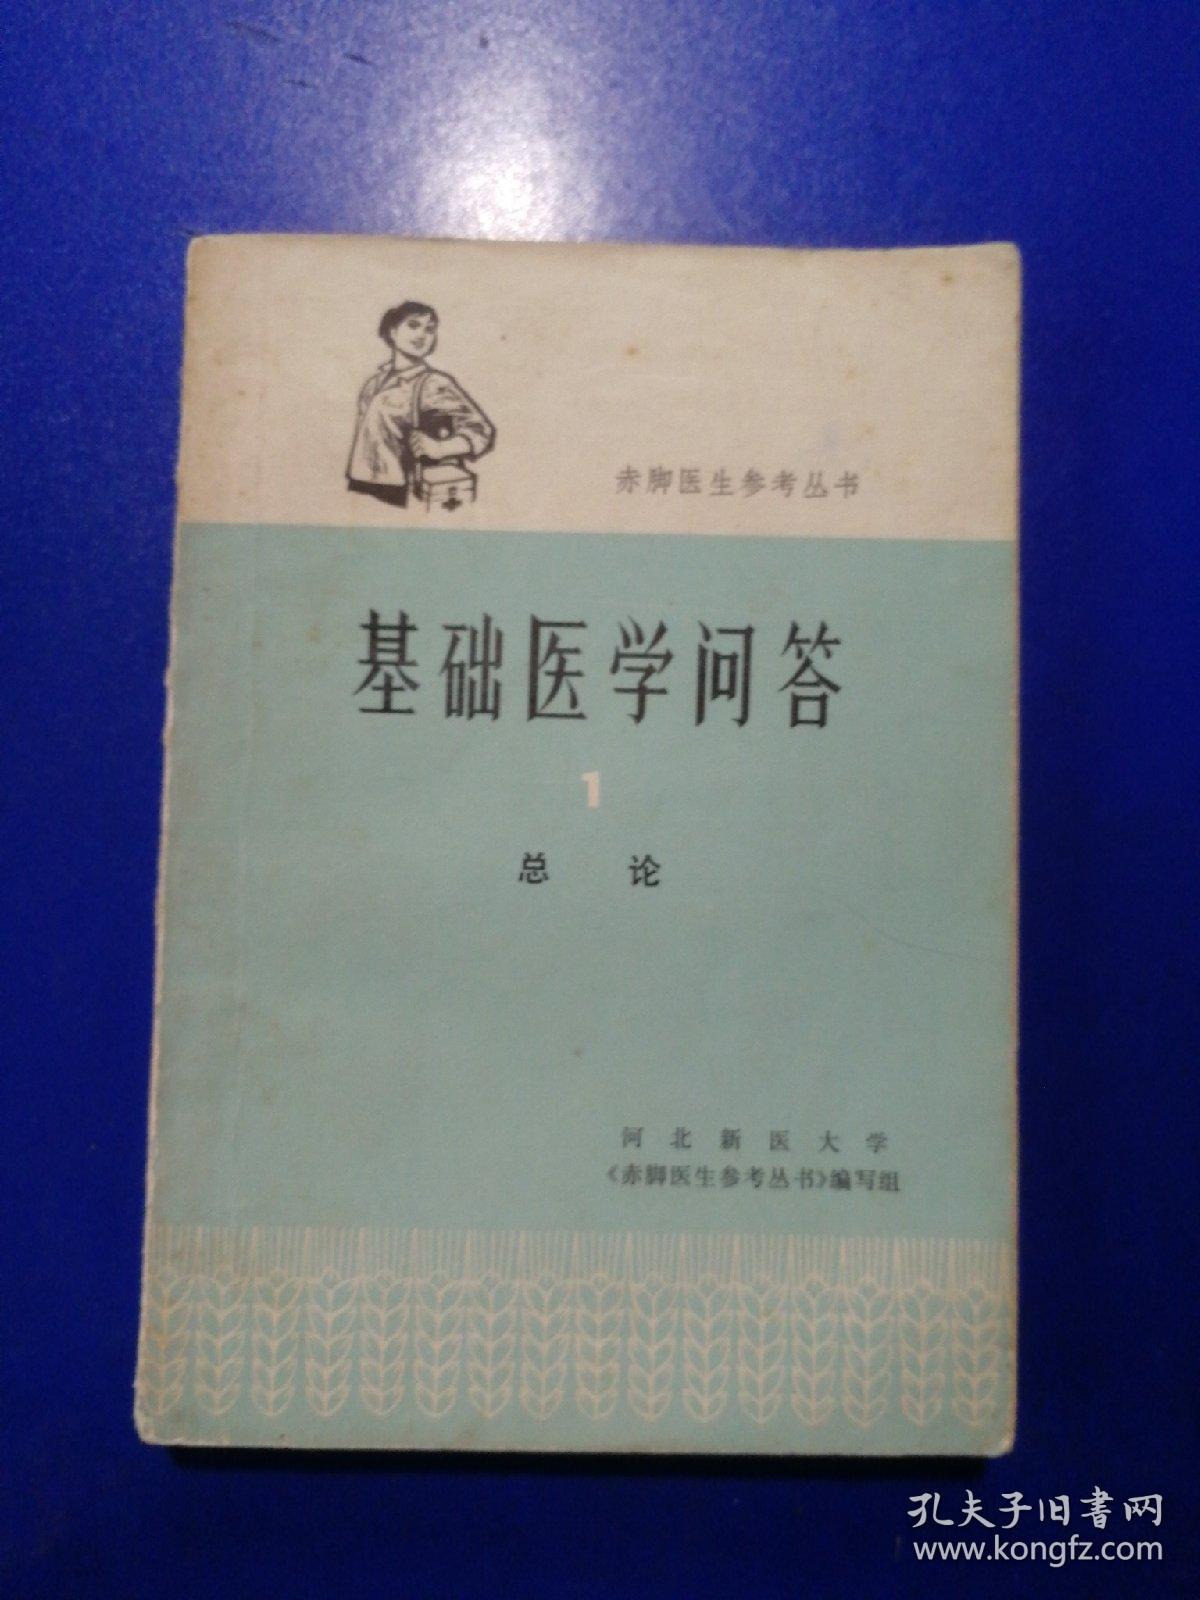 赤脚医生参考丛书
基础医学问答
1
总论
河北新医大学
《赤脚医生参考丛书》编写组
孔夫子旧書网
www.kongfz.com